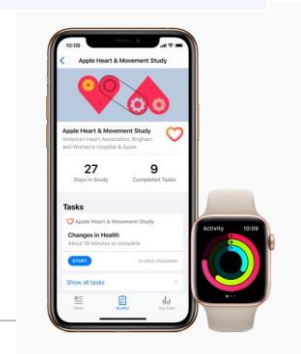 10:09
Apple Heart & Movement Study
Apple Heart & Movement Study
American Heart Association, Brigham
and Women's Hospital & Apple
27
9
Days in Study
Completed Tasks
Tasks
Apple Heart & Movement Study
Changes in Health
About 10 minutes to complete
START
Show all tasks
Studies
Activity
10:09